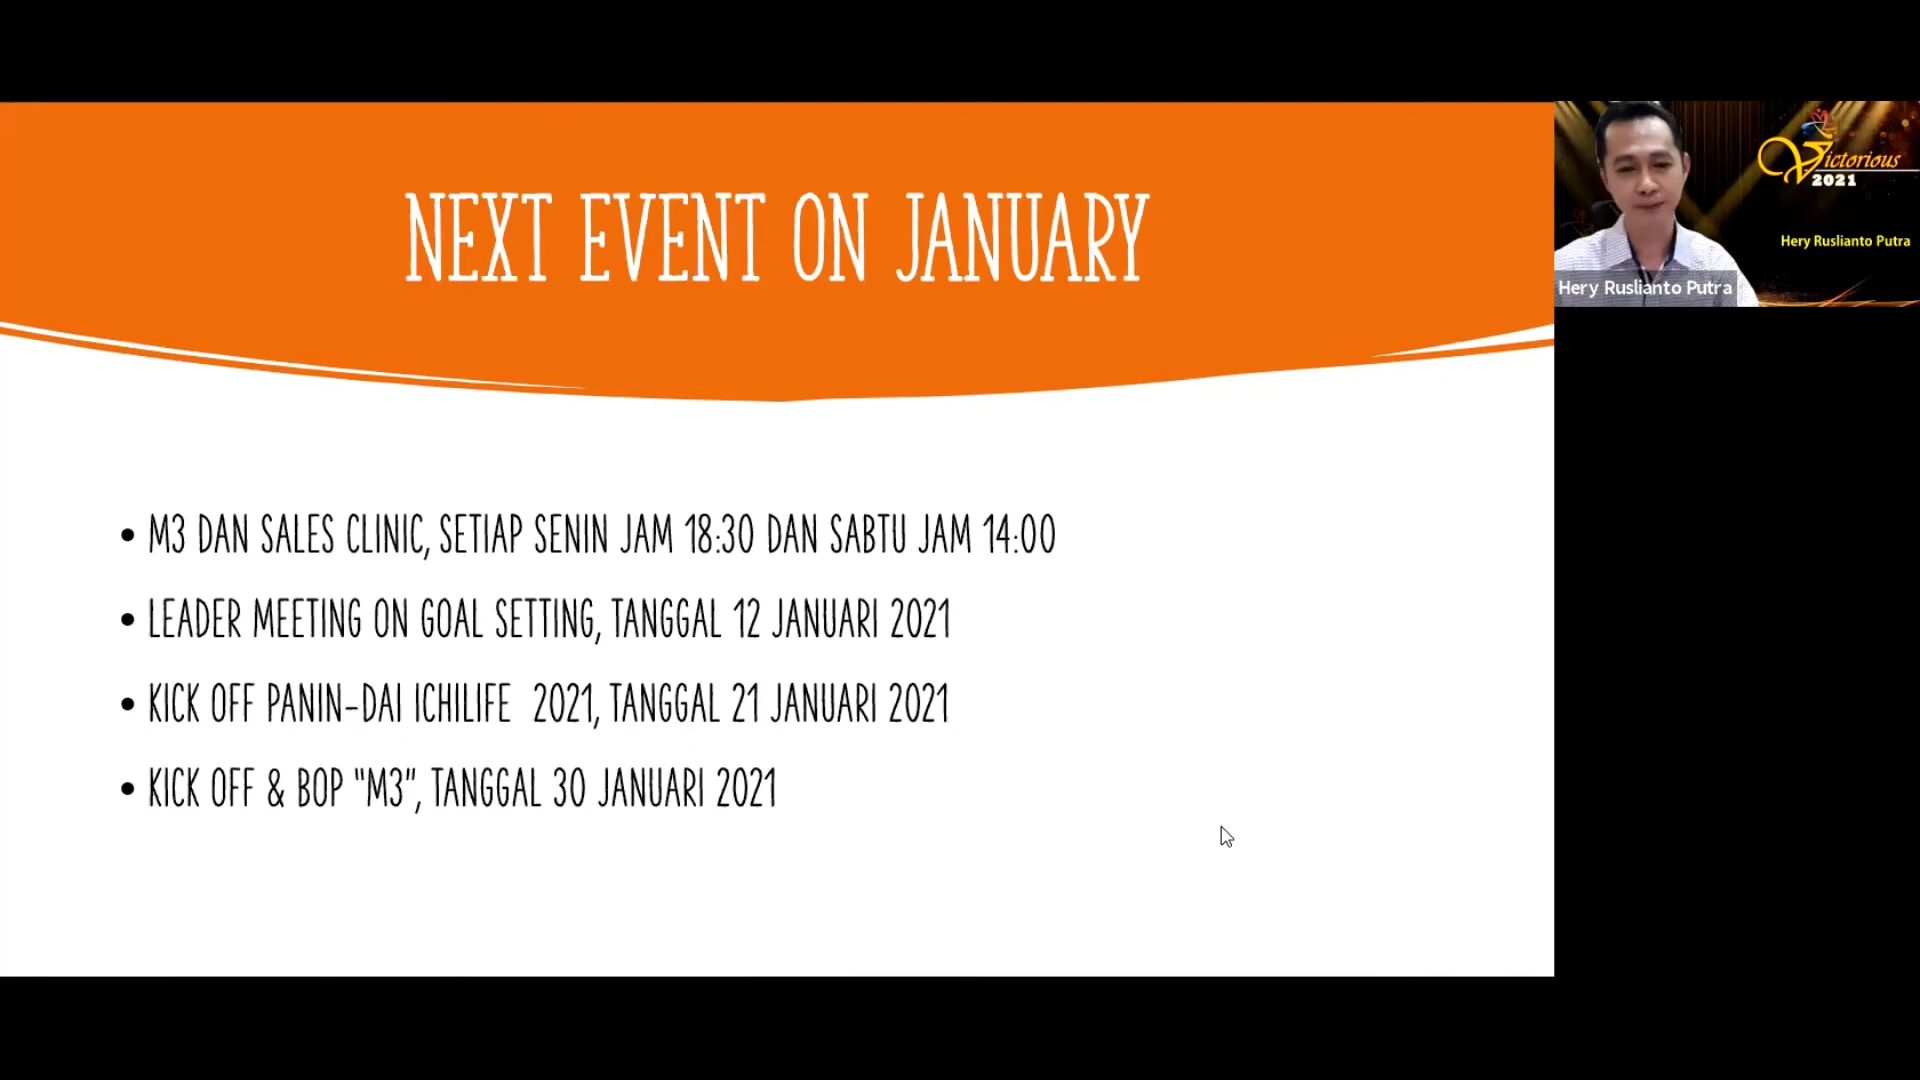 NEXT EVENT ON JANUARY
• M3 DAN SALES CLINIC, SETIAP SENIN JAM 18:30 DAN SABTU JAM 14:00
• LEADER MEETING ON GOAL SETTING, TANGGAL 12 JANUARI 2021
• KICK OFF PANIN-DAI ICHILIFE  2021, TANGGAL 21 JANUARI 2021
• KICK OFF & BOP “M3”, TANGGAL 30 JANUARI 2021
Victorious
2021
Hery Ruslianto Putra
Hery Ruslianto Putra